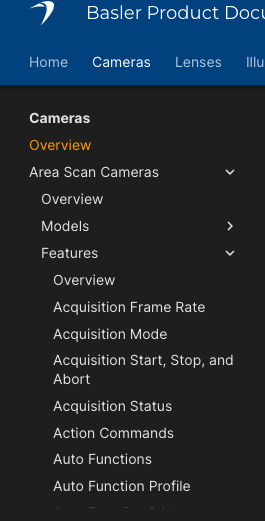 Basler Product Docu
Home Cameras Lenses Illu
Cameras
Overview
Area Scan Cameras
Overview
Models
Features
Overview
Acquisition Frame Rate
Acquisition Mode
Acquisition Start, Stop, and
Abort
Acquisition Status
Action Commands
Auto Functions
Auto Function Profile